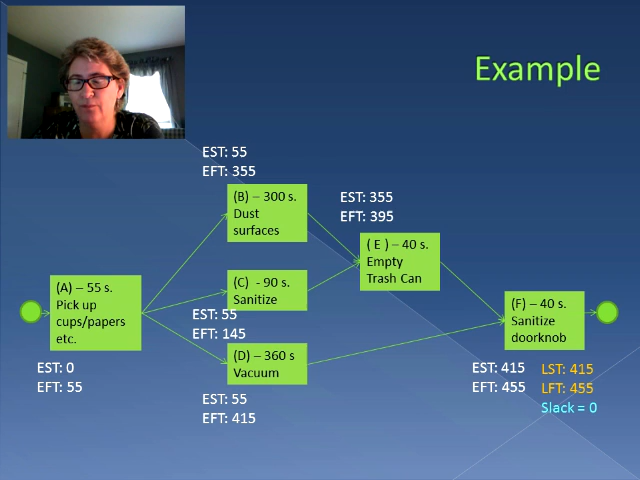 Example
EST: 55
EFT: 355
(B) – 300 s.
Dust
surfaces
EST: 355
EFT: 395
( E ) – 40 s.
Empty
Trash Can
(A) – 55 s.
Pick up
cups/papers
etc.
EST: 0
EFT: 55
(C)  - 90 s.
Sanitize
EST: 55
EFT: 145
(D) – 360 s
Vacuum
EST: 55
EFT: 415
(F) – 40 s.
Sanitize
doorknob
EST: 415
EFT: 455
LST: 415
LFT: 455
Slack = 0